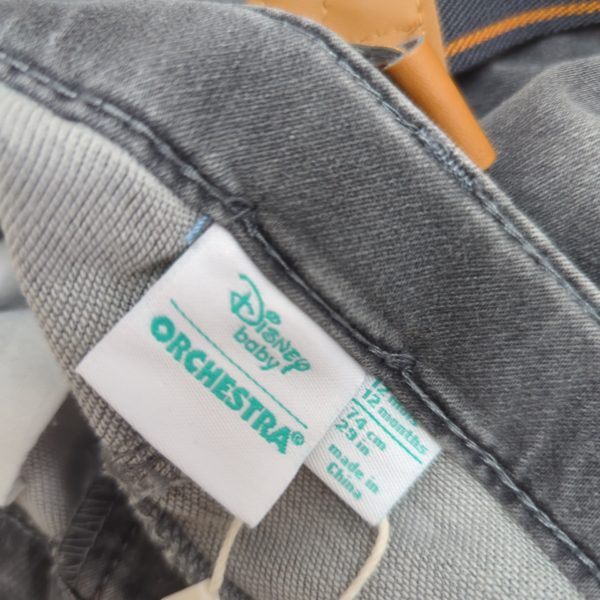 Disney
baby
ORCHESTRA®
12 mois
12 months
74 cm
29 in
made in
China